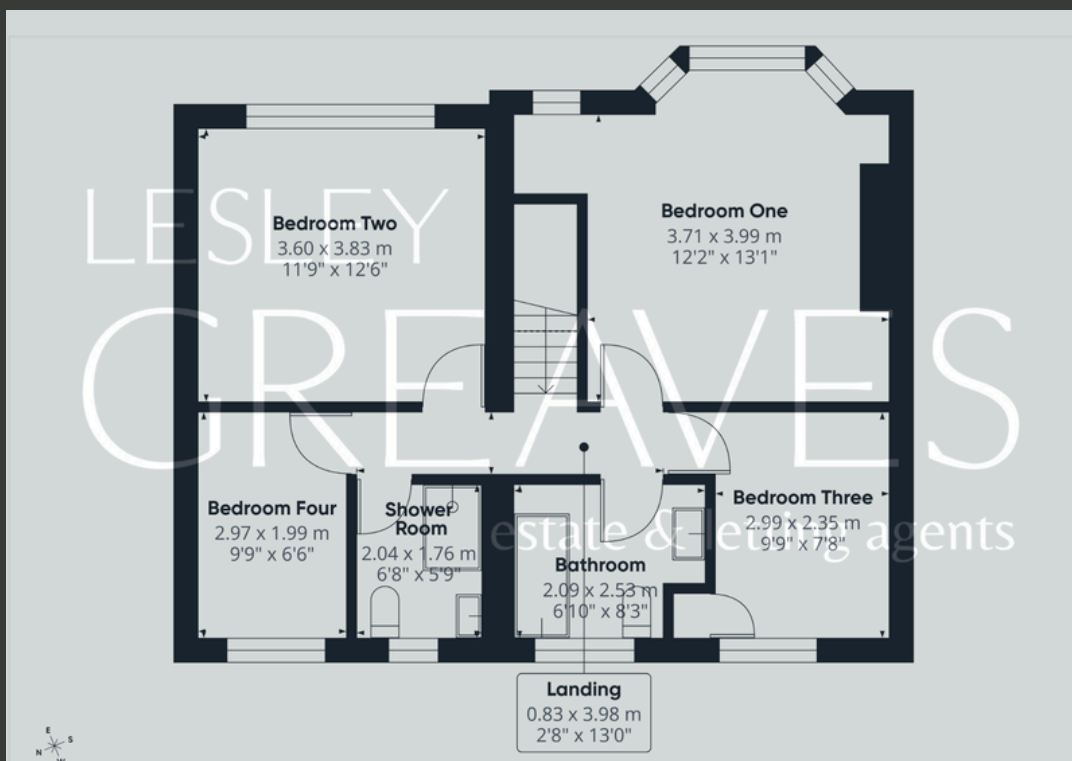 LESLEY
GREAVES
estate & letting agents
Bedroom Two
3.60 x 3.83 m
11'9" x 12'6"
Bedroom One
3.71 x 3.99 m
12'2" x 13'1"
Bedroom Four
2.97 x 1.99 m
9'9" x 6'6"
Shower
Room
2.04 x 1.76 m
6'8" x 5'9"
Bathroom
2.09 x 2.53 m
6'10" x 8'3"
Bedroom Three
2.99 x 2.35 m
9'9" x 7'8"
Landing
0.83 x 3.98 m
2'8" x 13'0"
E
S
N
W